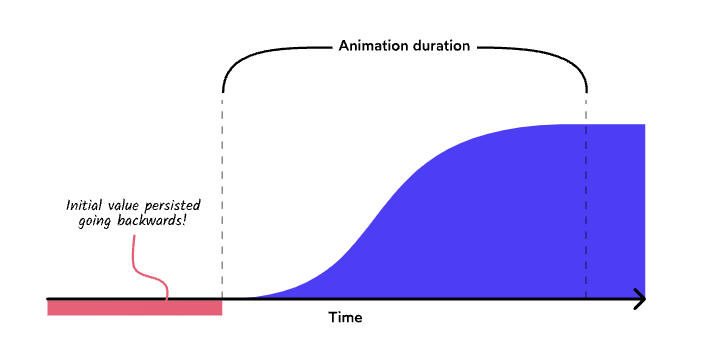 Animation duration
Initial value persisted
going backwards!
Time